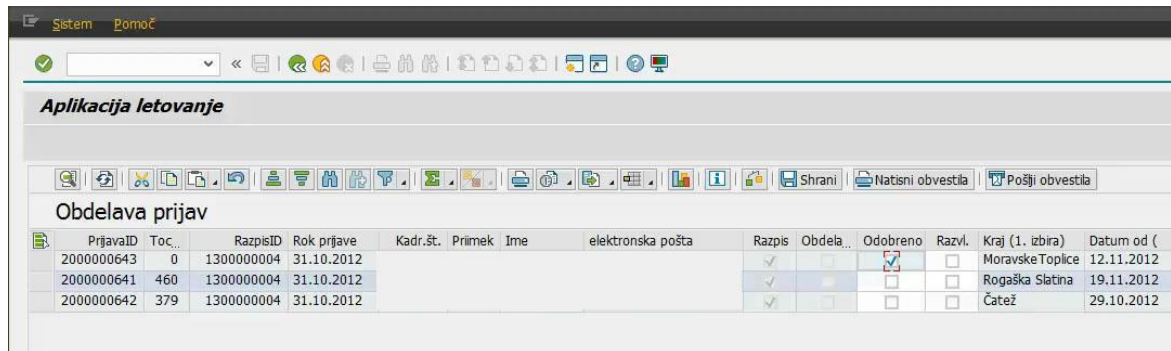 Sistem Pomoč
Aplikacija letovanje
Shrani Natisni obvestila Pošlji obvestila
Obdelava prijav
PrijavaID Toc... RazpisID Rok prijave Kadr.št. Priimek Ime elektronska pošta Razpis Obdela... Odobreno Razvl. Kraj (1. izbira) Datum od (
2000000643 0 1300000004 31.10.2012 Moravske Toplice 12.11.2012
2000000641 460 1300000004 31.10.2012 Rogaška Slatina 19.11.2012
2000000642 379 1300000004 31.10.2012 Čatež 29.10.2012